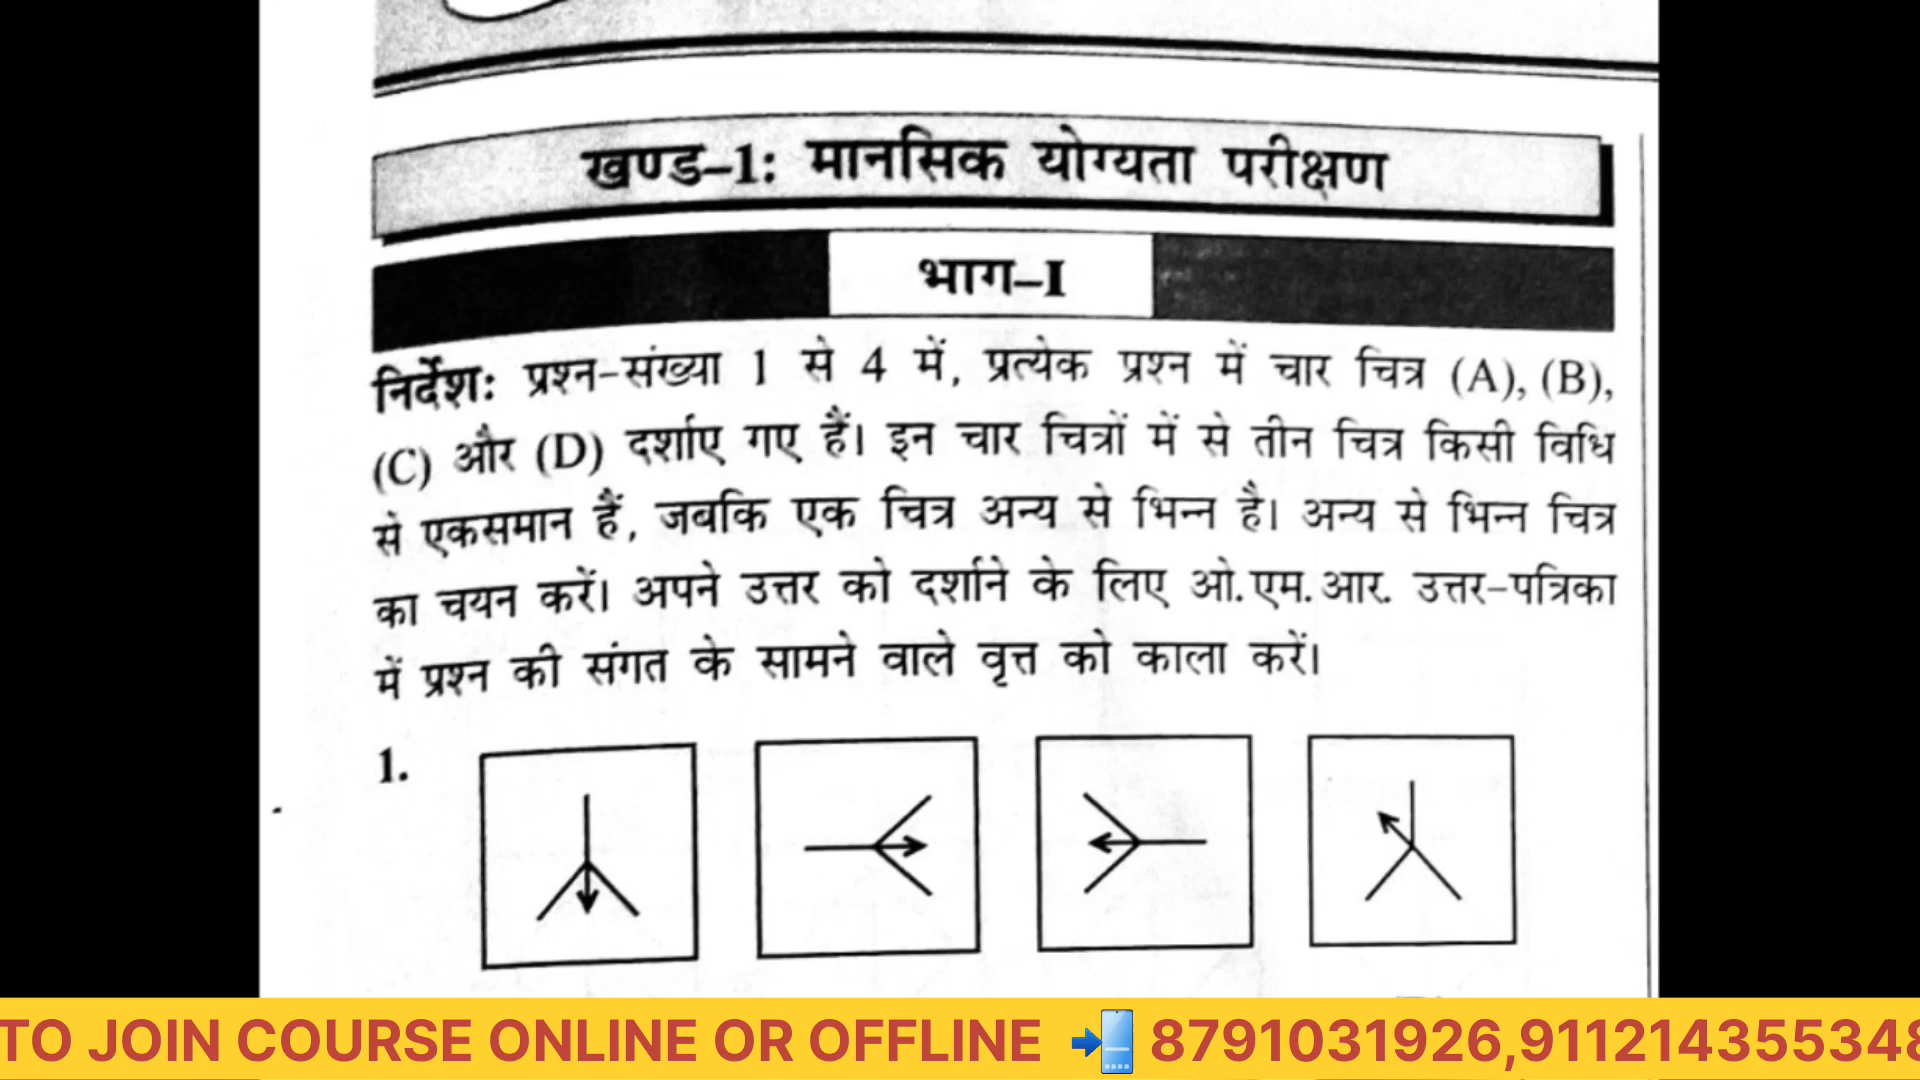 खण्ड–1: मानसिक योग्यता परीक्षण
भाग–I
निर्देशः प्रश्न-संख्या 1 से 4 में, प्रत्येक प्रश्न में चार चित्र (A), (B),
(C) और (D) दर्शाए गए हैं। इन चार चित्रों में से तीन चित्र किसी विधि
से एकसमान हैं, जबकि एक चित्र अन्य से भिन्न है। अन्य से भिन्न चित्र
का चयन करें। अपने उत्तर को दर्शाने के लिए ओ.एम.आर. उत्तर-पत्रिका
में प्रश्न की संगत के सामने वाले वृत्त को काला करें।
1.
TO JOIN COURSE ONLINE OR OFFLINE 📲 8791031926,911214355348